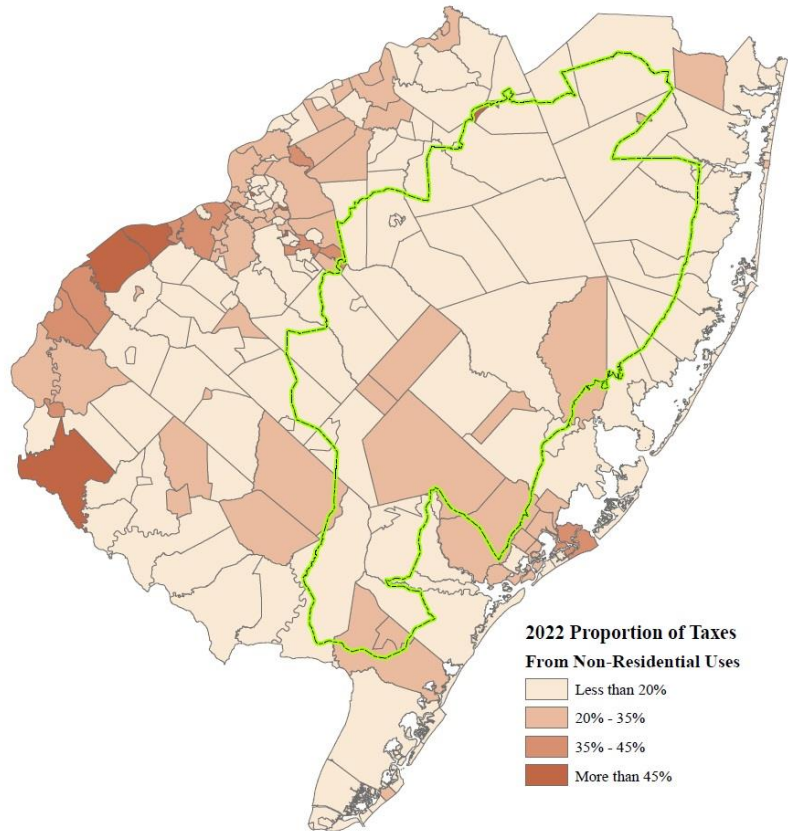 2022 Proportion of Taxes
From Non-Residential Uses
Less than 20%
20% - 35%
35% - 45%
More than 45%